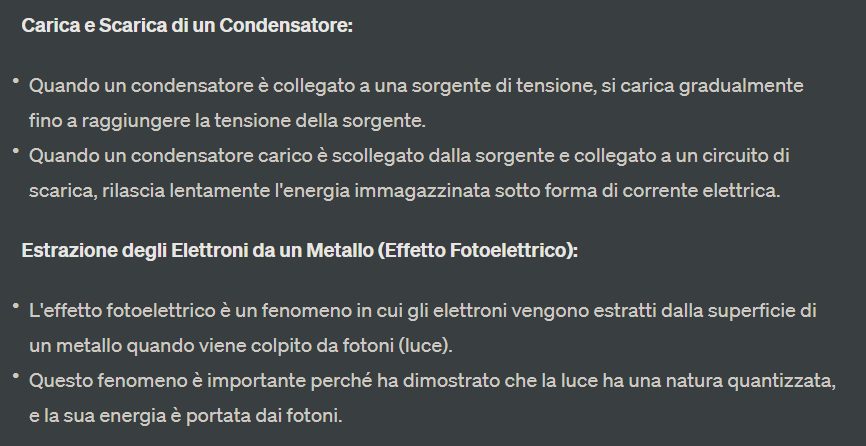 Carica e Scarica di un Condensatore:
• Quando un condensatore è collegato a una sorgente di tensione, si carica gradualmente
fino a raggiungere la tensione della sorgente.
• Quando un condensatore carico è scollegato dalla sorgente e collegato a un circuito di
scarica, rilascia lentamente l'energia immagazzinata sotto forma di corrente elettrica.
Estrazione degli Elettroni da un Metallo (Effetto Fotoelettrico):
• L'effetto fotoelettrico è un fenomeno in cui gli elettroni vengono estratti dalla superficie di
un metallo quando viene colpito da fotoni (luce).
• Questo fenomeno è importante perché ha dimostrato che la luce ha una natura quantizzata,
e la sua energia è portata dai fotoni.